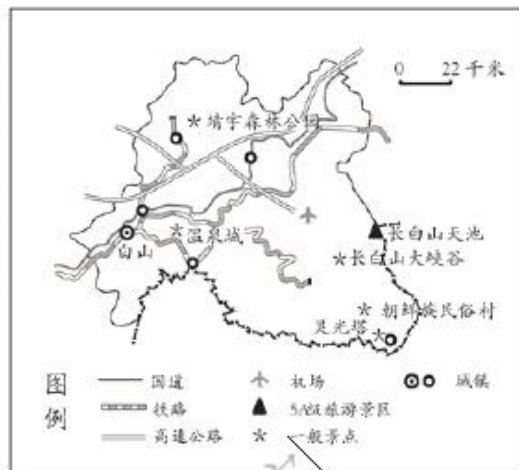 0 22 千米
靖宇森林公园
温泉城
白山
长白山天池
长白山大峡谷
朝鲜族民俗村
灵光塔
图例
国道 机场 城镇
铁路 5A级旅游景区
高速公路 一般景点